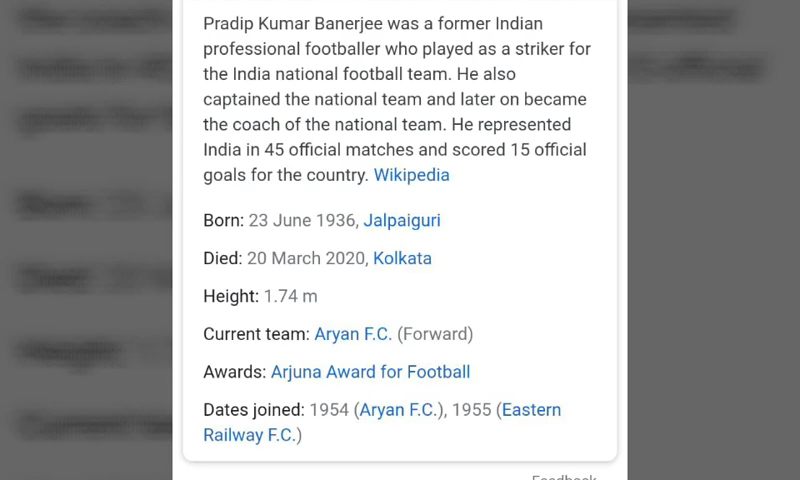 Pradip Kumar Banerjee was a former Indian
professional footballer who played as a striker for
the India national football team. He also
captained the national team and later on became
the coach of the national team. He represented
India in 45 official matches and scored 15 official
goals for the country. Wikipedia
Born: 23 June 1936, Jalpaiguri
Died: 20 March 2020, Kolkata
Height: 1.74 m
Current team: Aryan F.C. (Forward)
Awards: Arjuna Award for Football
Dates joined: 1954 (Aryan F.C.), 1955 (Eastern
Railway F.C.)
Feedback